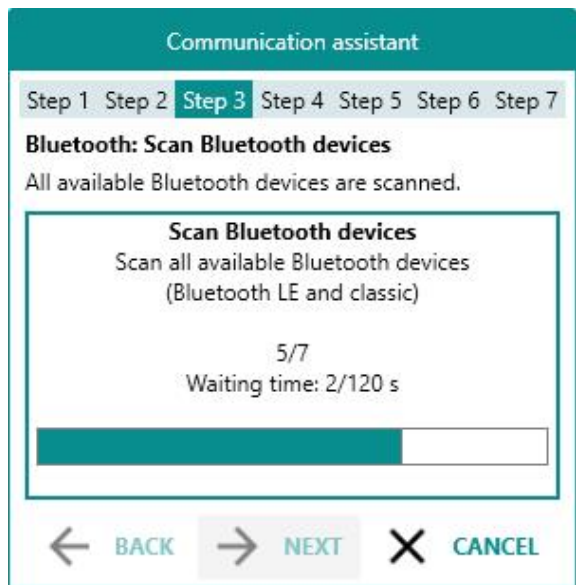 Communication assistant
Step 1 Step 2 Step 3 Step 4 Step 5 Step 6 Step 7
Bluetooth: Scan Bluetooth devices
All available Bluetooth devices are scanned.
Scan Bluetooth devices
Scan all available Bluetooth devices
(Bluetooth LE and classic)
5/7
Waiting time: 2/120 s
BACK NEXT CANCEL